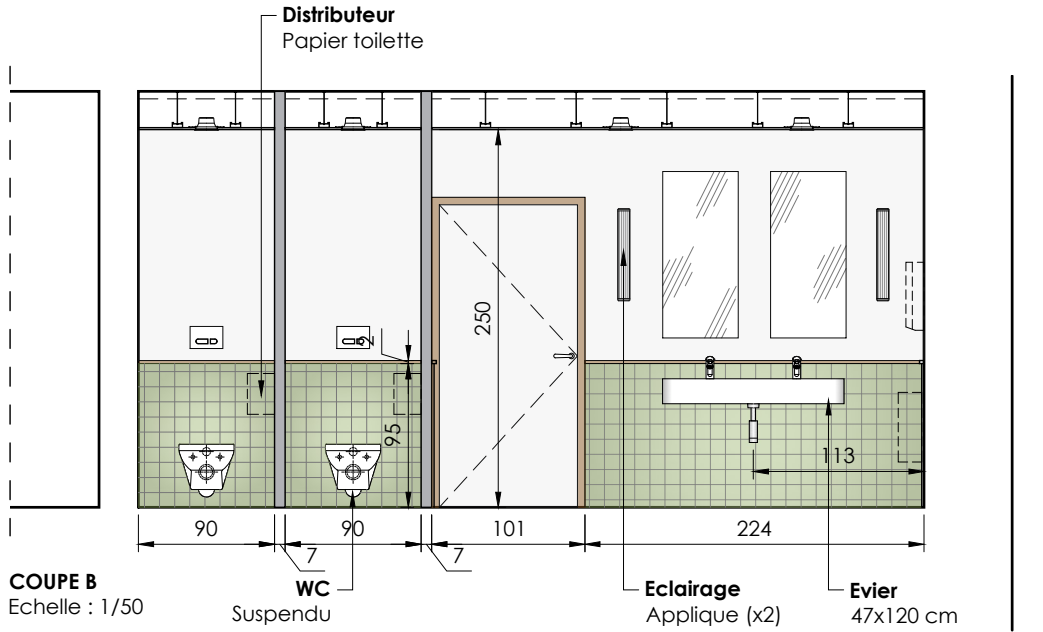 Distributeur
Papier toilette
250
2
95
113
90
90
101
224
7
7
COUPE B
Echelle : 1/50
WC
Suspendu
Eclairage
Applique (x2)
Evier
47x120 cm